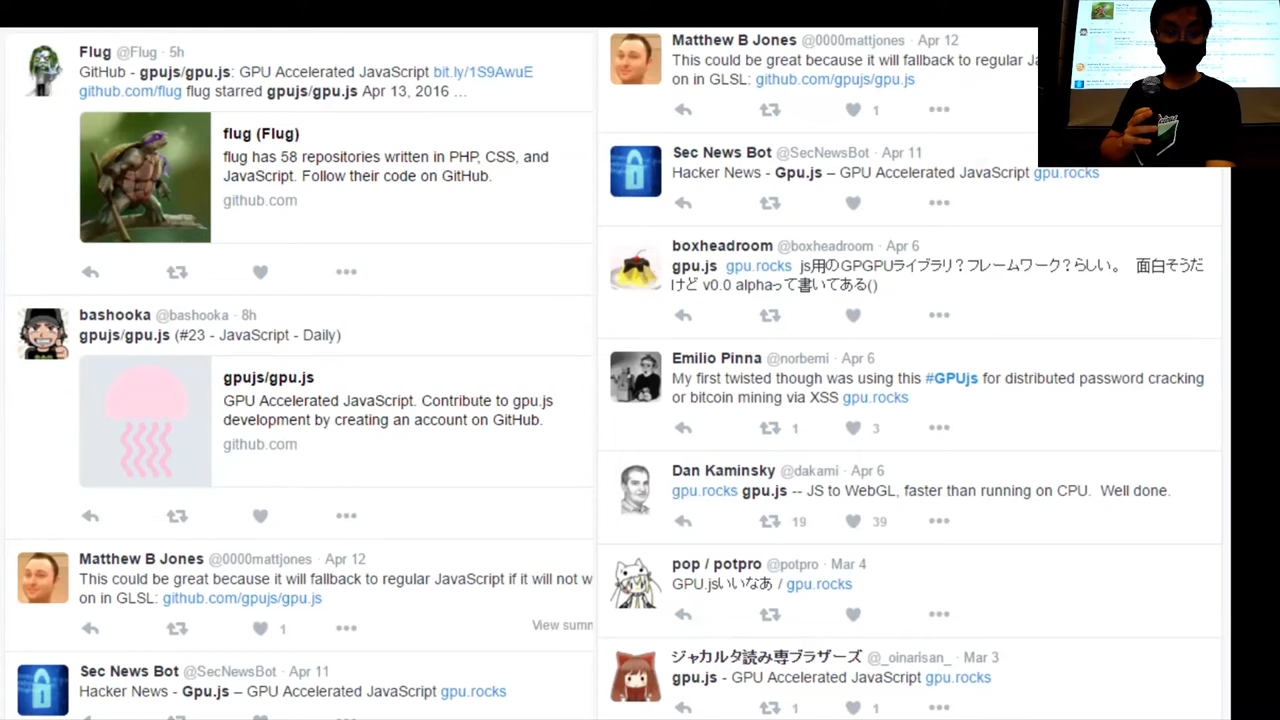 Flug @Flug · 5h
GitHub - gpujs/gpu.js: GPU Accelerated JavaScript bit.ly/1S9AwuE
github.com/flug flug starred gpujs/gpu.js Apr 13, 2016 ...
flug (Flug)
flug has 58 repositories written in PHP, CSS, and
JavaScript. Follow their code on GitHub.
github.com
bashooka @bashooka · 8h
gpujs/gpu.js (#23 - JavaScript - Daily)
gpujs/gpu.js
GPU Accelerated JavaScript. Contribute to gpu.js
development by creating an account on GitHub.
github.com
Matthew B Jones @0000mattjones · Apr 12
This could be great because it will fallback to regular JavaScript if it will not w
on in GLSL: github.com/gpujs/gpu.js
1
View summ
Sec News Bot @SecNewsBot · Apr 11
Hacker News - Gpu.js – GPU Accelerated JavaScript gpu.rocks
Matthew B Jones @0000mattjones · Apr 12
This could be great because it will fallback to regular Ja
on in GLSL: github.com/gpujs/gpu.js
1
Sec News Bot @SecNewsBot · Apr 11
Hacker News - Gpu.js – GPU Accelerated JavaScript gpu.rocks
boxheadroom @boxheadroom · Apr 6
gpu.js gpu.rocks js用のGPGPUライブラリ？フレームワーク？らしい。 面白そうだ
けど v0.0 alphaって書いてある()
Emilio Pinna @norbemi · Apr 6
My first twisted though was using this #GPUjs for distributed password cracking
or bitcoin mining via XSS gpu.rocks
1 3
Dan Kaminsky @dakami · Apr 6
gpu.rocks gpu.js -- JS to WebGL, faster than running on CPU. Well done.
19 39
pop / potpro @potpro · Mar 4
GPU.jsいいなあ / gpu.rocks
ジャカルタ読み専ブラザーズ @_oinarisan_ · Mar 3
gpu.js - GPU Accelerated JavaScript gpu.rocks
1 1